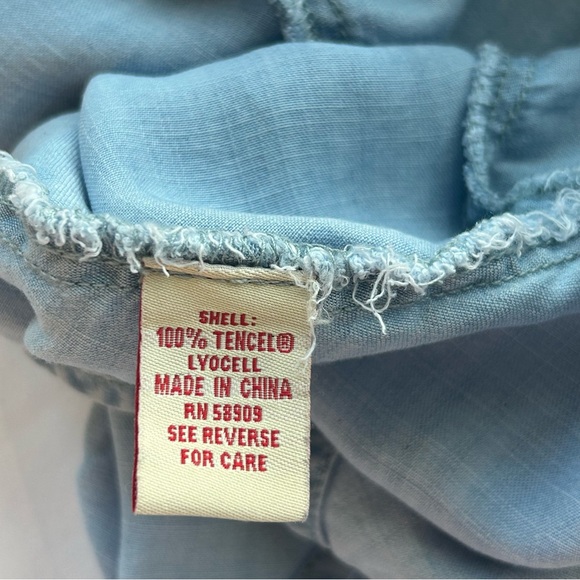 SHELL:
100% TENCEL®
LYOCELL
MADE IN CHINA
RN 58909
SEE REVERSE
FOR CARE